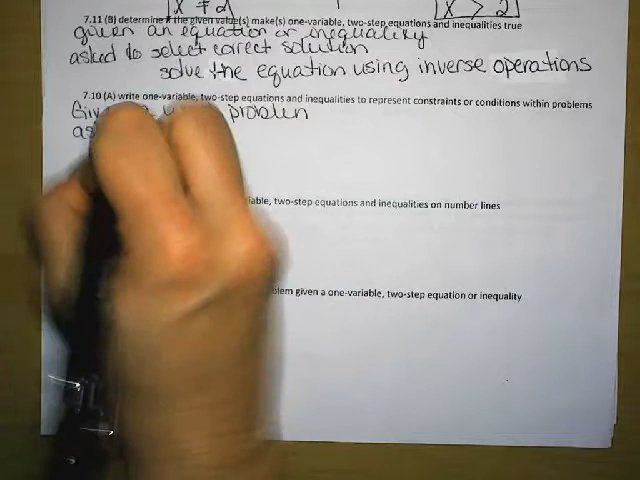 x ≠ 2 x > 2
7.11 (B) determine if the given value(s) make(s) one-variable, two-step equations and inequalities true
given an equation or inequality
asked to select correct solution
solve the equation using inverse operations
7.10 (A) write one-variable, two-step equations and inequalities to represent constraints or conditions within problems
problem
as
two-step equations and inequalities on number lines
given a one-variable, two-step equation or inequality